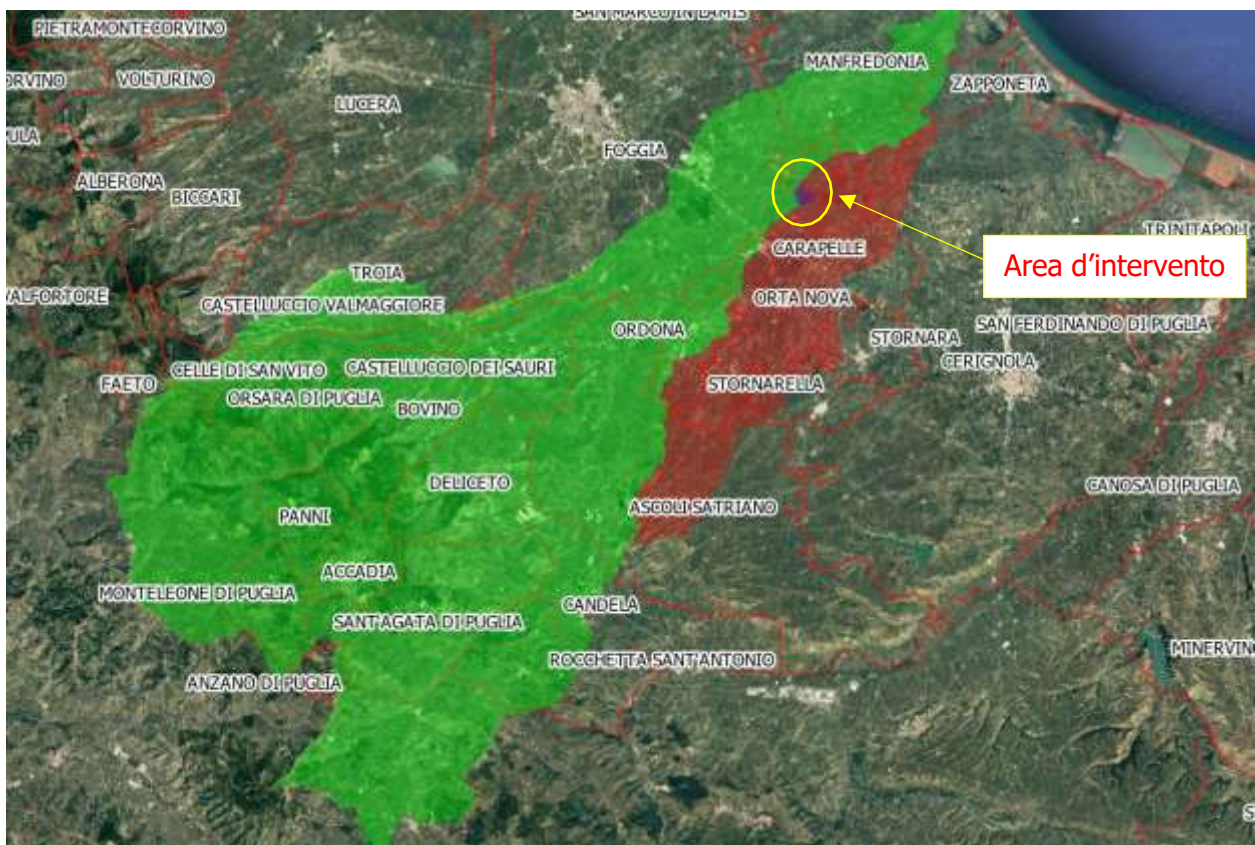 SAN MARCO IN LAMIS
PIETRAMONTECORVINO
MANFREDONIA
VOLTURINO
ZAPPONETA
LUCERA
FOGGIA
ALBERONA
BICCARI
TRINITAPOLI
CARAPELLE
Area d'intervento
TROIA
ORTA NOVA
CASTELLUCCIO VALMAGGIORE
ORDONA
SAN FERDINANDO DI PUGLIA
STORNARA
CERIGNOLA
CELLE DI SAN VITO
CASTELLUCCIO DEI SAURI
FAETO
STORNARELLA
ORSARA DI PUGLIA
BOVINO
DELICETO
CANOSA DI PUGLIA
ASCOLI SATRIANO
PANNI
ACCADIA
MONTELEONE DI PUGLIA
CANDELA
SANT'AGATA DI PUGLIA
MINERVINO
ROCCHETTA SANT'ANTONIO
ANZANO DI PUGLIA